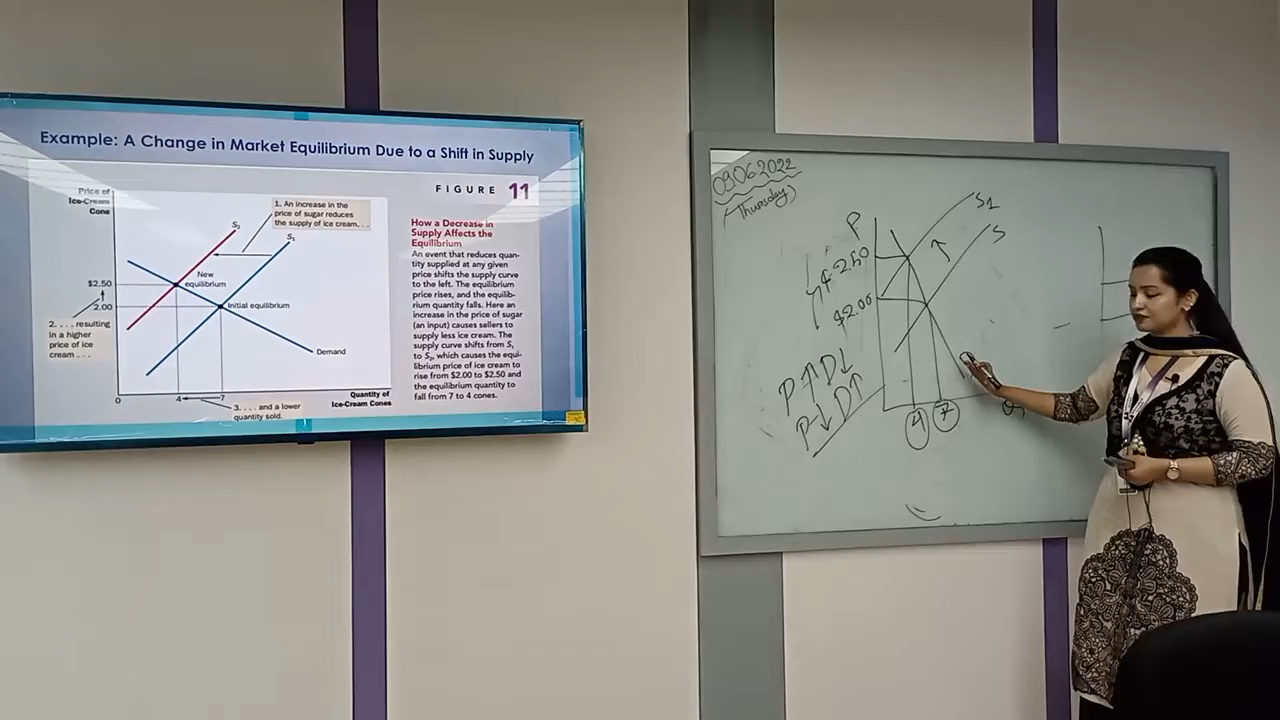 Example: A Change in Market Equilibrium Due to a Shift in Supply
FIGURE 11
How a Decrease in
Supply Affects the
Equilibrium
An event that reduces quan-
tity supplied at any given
price shifts the supply curve
to the left. The equilibrium
price rises, and the equilib-
rium quantity falls. Here an
increase in the price of sugar
(an input) causes sellers to
supply less ice cream. The
supply curve shifts from S1
to S2, which causes the equi-
librium price of ice cream to
rise from $2.00 to $2.50 and
the equilibrium quantity to
fall from 7 to 4 cones.
Price of
Ice-Cream
Cone
1. An increase in the
price of sugar reduces
the supply of ice cream. . .
S2
S1
New
equilibrium
$2.50
Initial equilibrium
2.00
2. . . . resulting
in a higher
price of ice
cream . . .
Demand
0
4
7
Quantity of
Ice-Cream Cones
3. . . . and a lower
quantity sold.
09.06.2022
(Thursday)
P
S1
S
2.50
$2.00
P↑ D↓
P↓ D↑
4
7